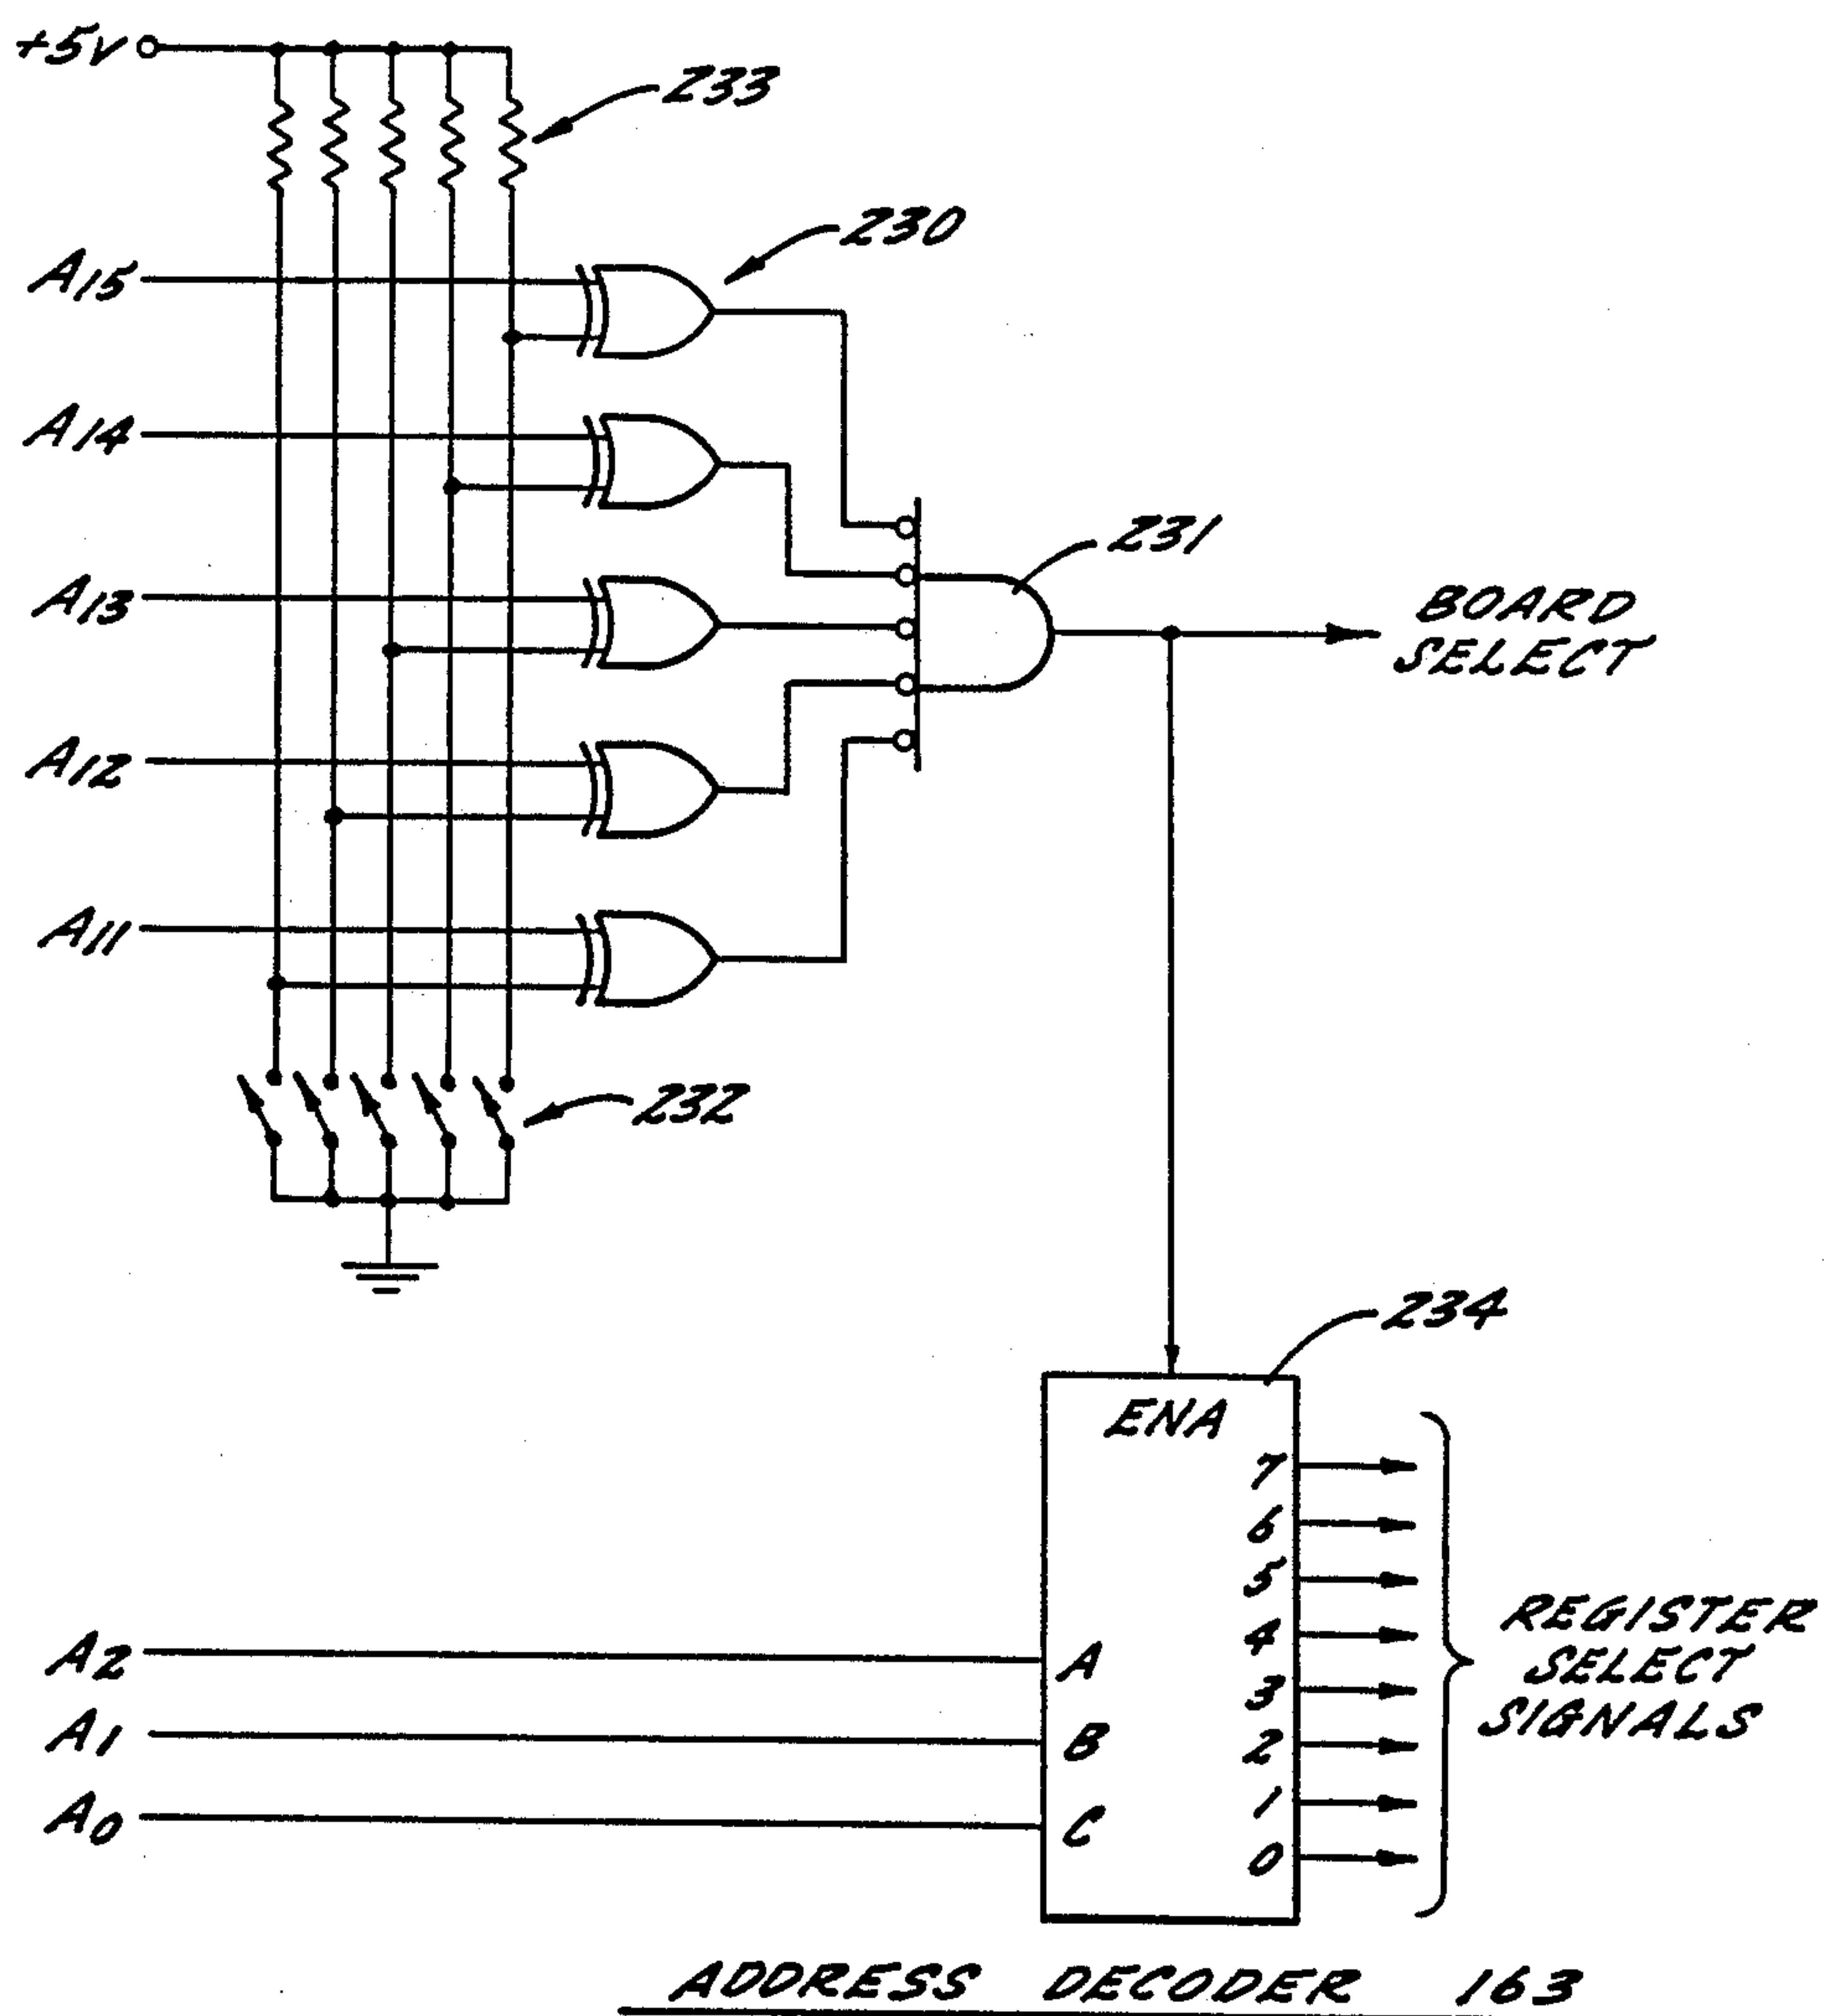 +5V
233
230
A15
A14
231
A13
BOARD
SELECT
A12
A11
232
234
ENA
7
6
5
4
3
2
1
0
A2
A
A1
B
A0
C
REGISTER
SELECT
SIGNALS
ADDRESS DECODER 163